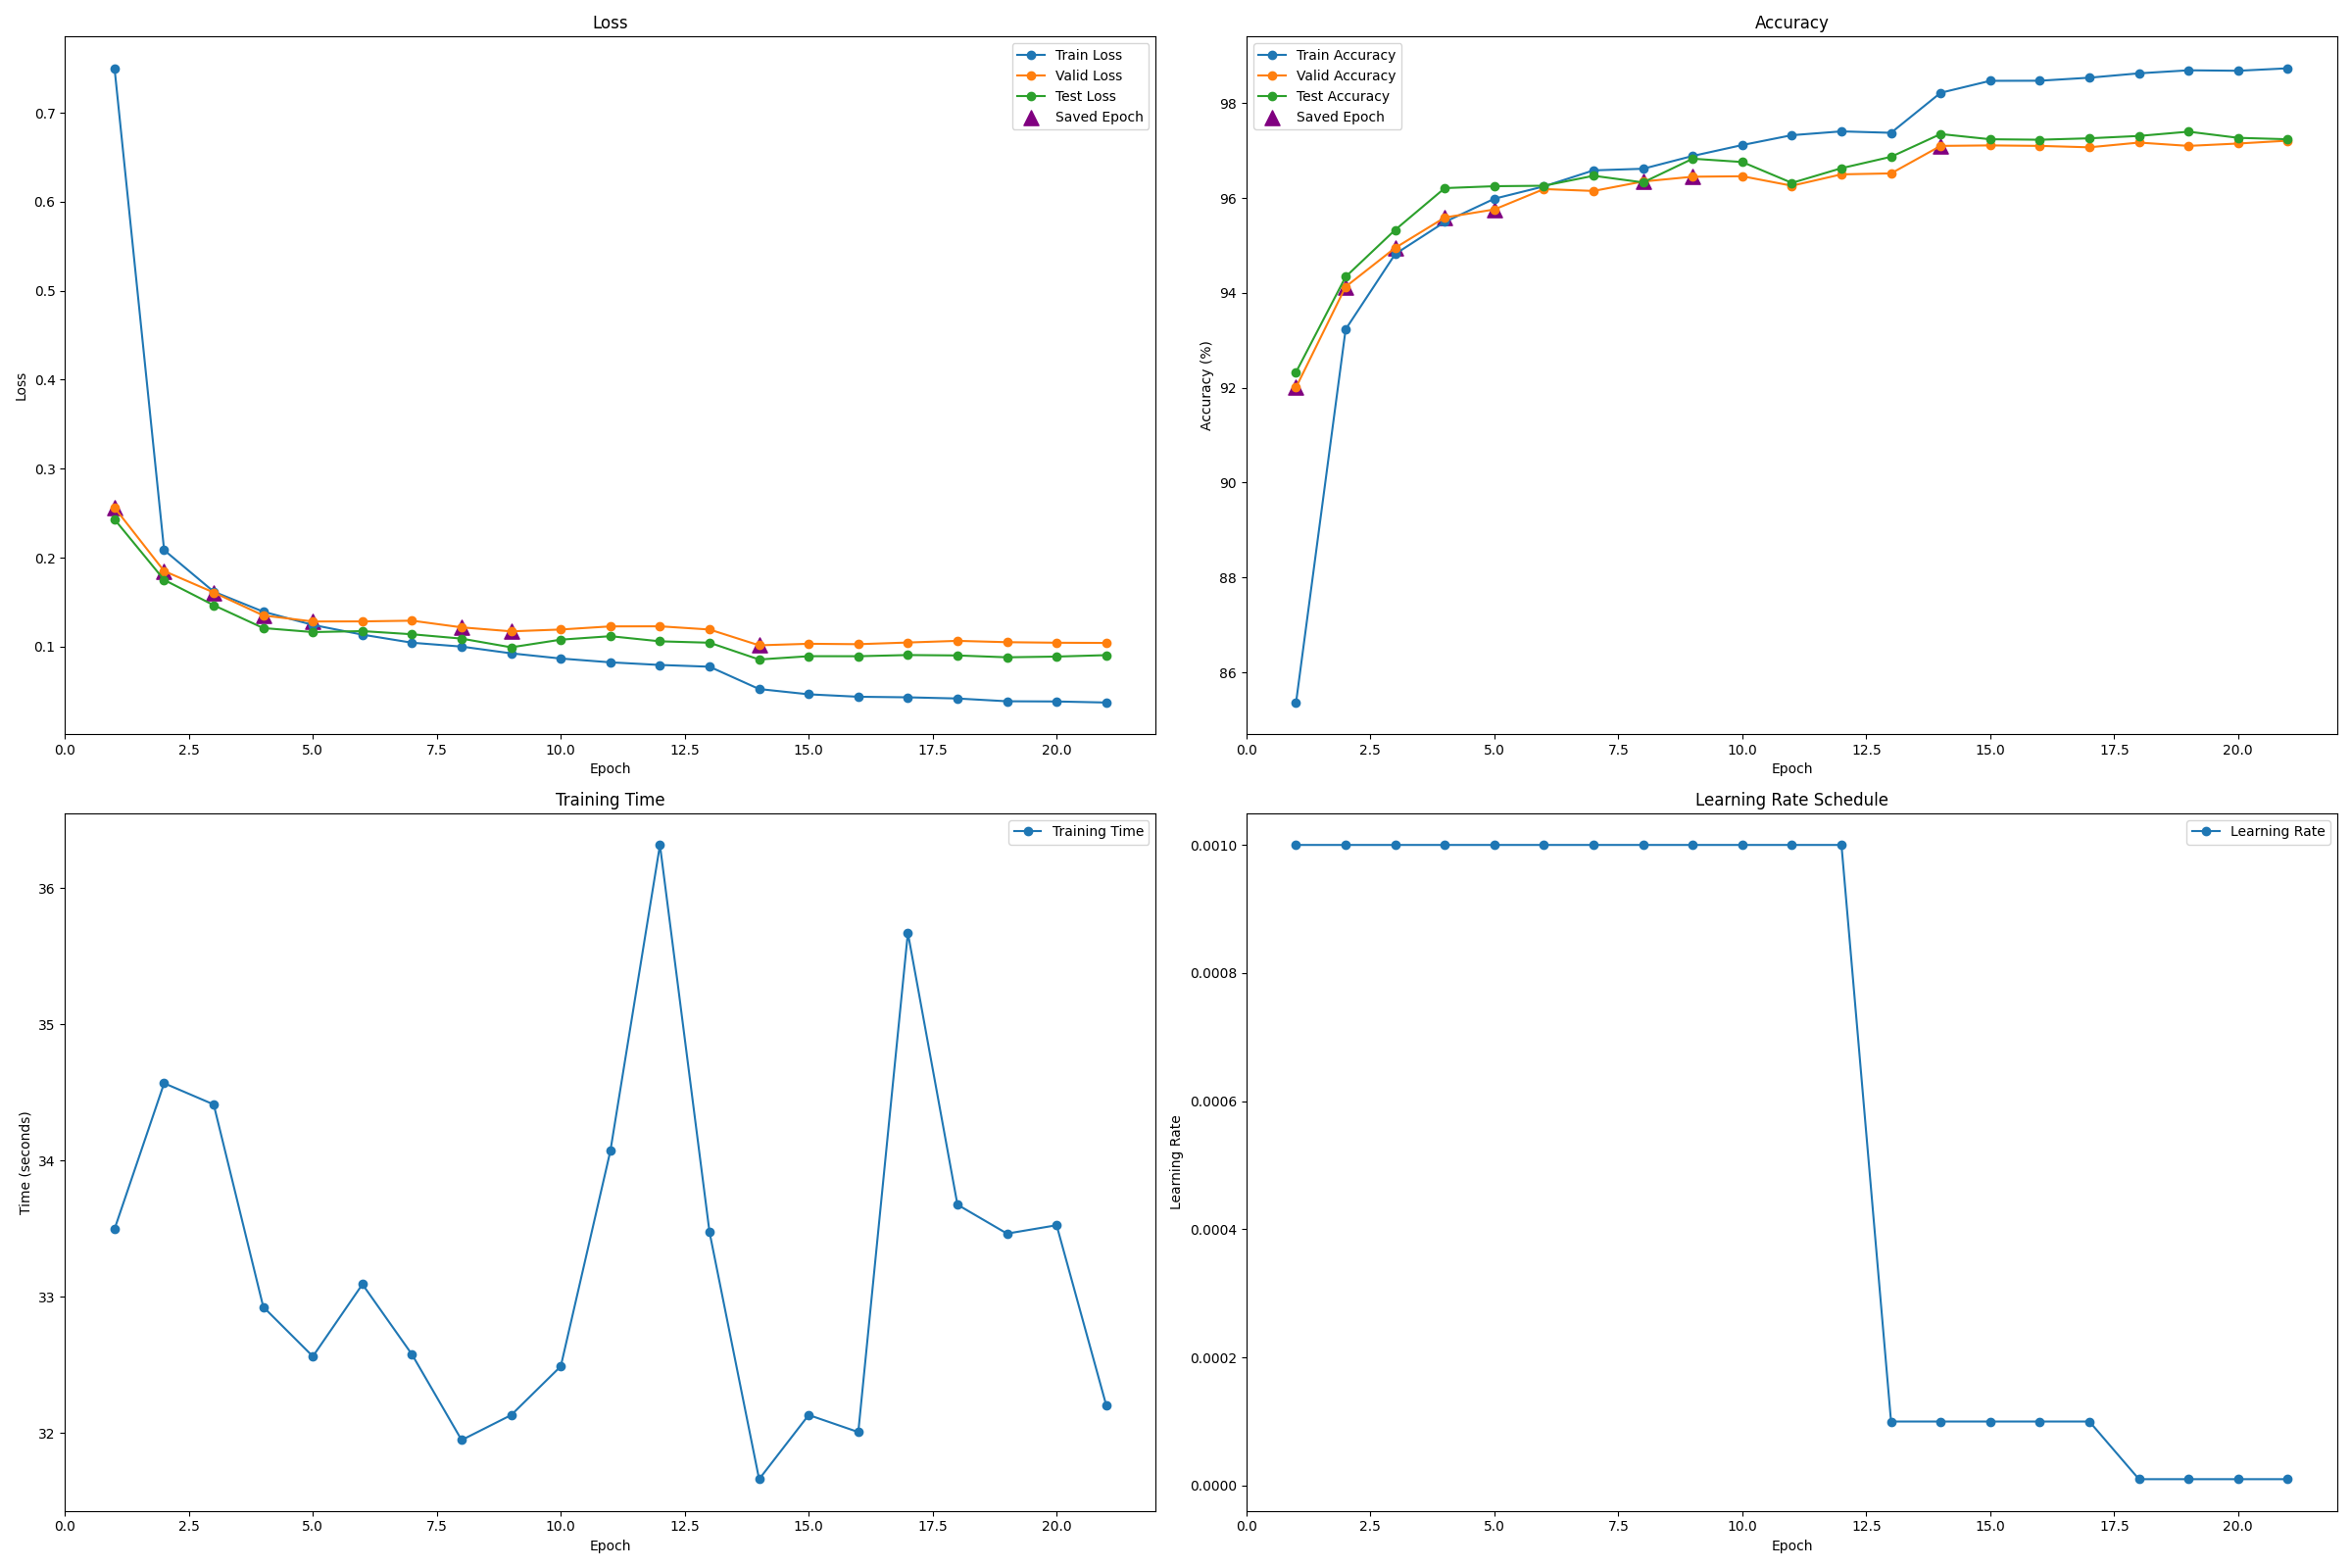 Loss
Train Loss
Valid Loss
Test Loss
Saved Epoch
Loss
0.7
0.6
0.5
0.4
0.3
0.2
0.1
0.0
2.5
5.0
7.5
10.0
12.5
15.0
17.5
20.0
Epoch
Accuracy
Train Accuracy
Valid Accuracy
Test Accuracy
Saved Epoch
Accuracy (%)
98
96
94
92
90
88
86
0.0
2.5
5.0
7.5
10.0
12.5
15.0
17.5
20.0
Epoch
Training Time
Training Time
Time (seconds)
36
35
34
33
32
0.0
2.5
5.0
7.5
10.0
12.5
15.0
17.5
20.0
Epoch
Learning Rate Schedule
Learning Rate
Learning Rate
0.0010
0.0008
0.0006
0.0004
0.0002
0.0000
0.0
2.5
5.0
7.5
10.0
12.5
15.0
17.5
20.0
Epoch